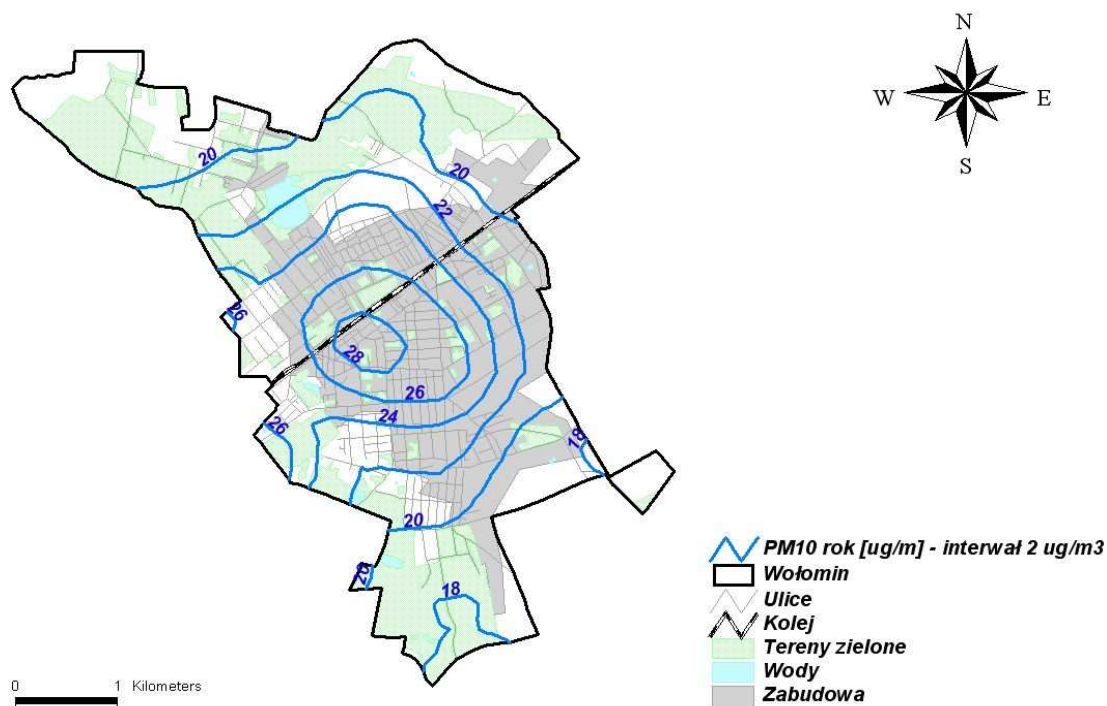 N
W E
S
20
20
22
26
28
26
24
26
18
20
20
18
PM10 rok [ug/m] - interwał 2 ug/m3
Wołomin
Ulice
Kolej
Tereny zielone
Wody
Zabudowa
0 1 Kilometers